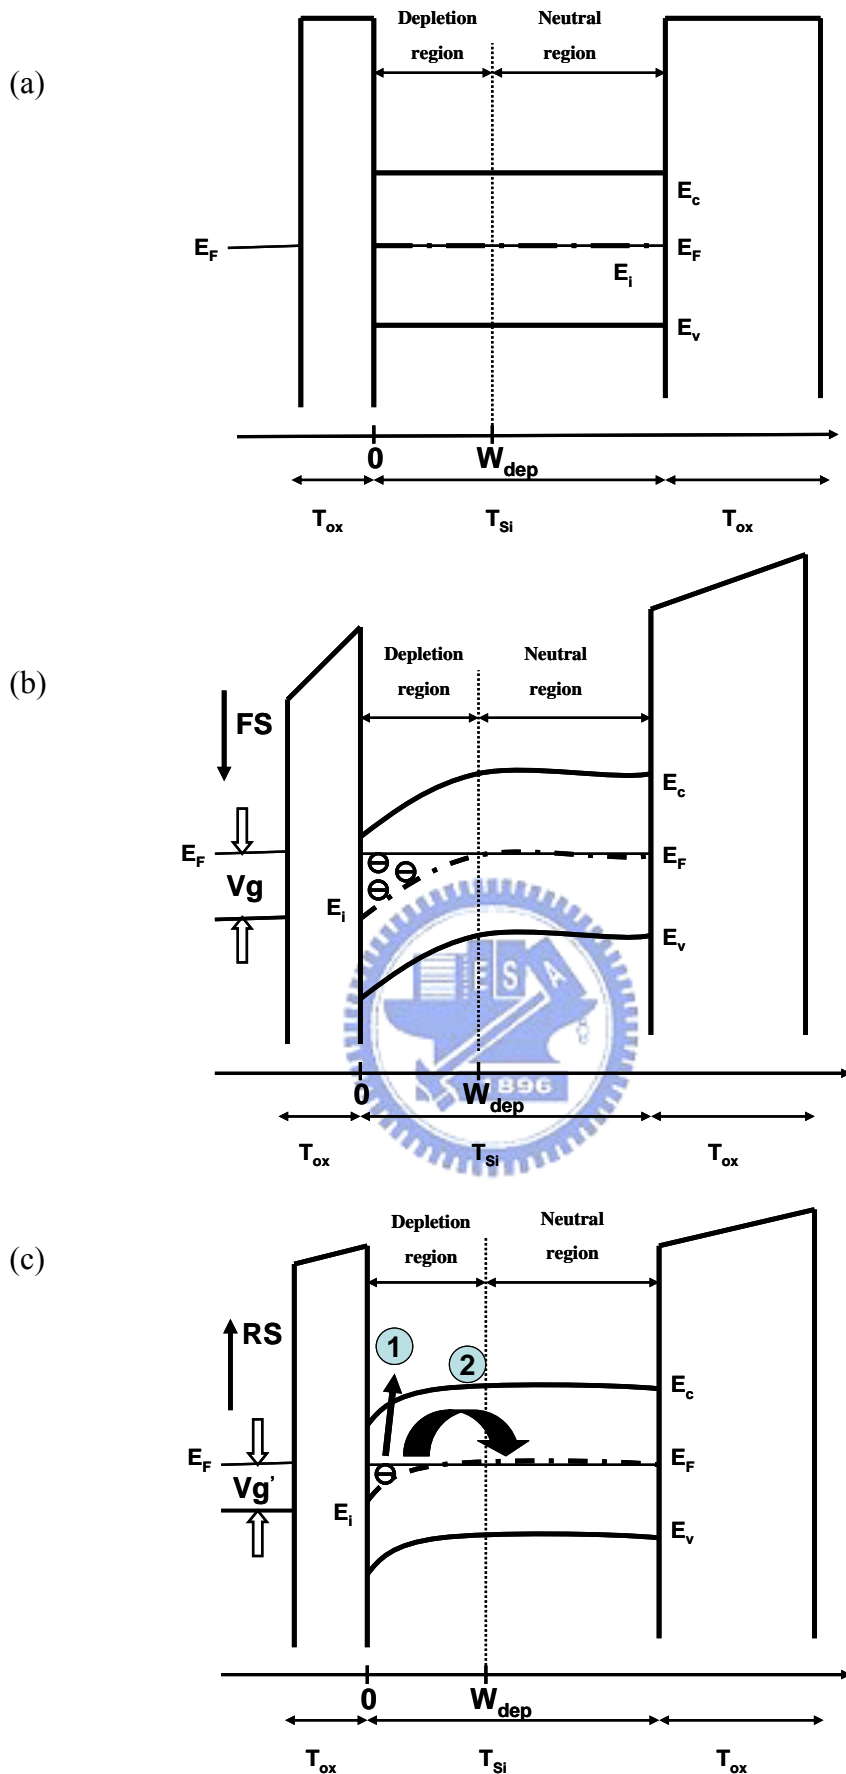 (a)
Depletion region
Neutral region
E_c
E_F
E_F
E_i
E_v
0
W_dep
T_ox
T_Si
T_ox
(b)
Depletion region
Neutral region
FS
E_c
E_F
E_F
Vg
E_i
E_v
ESA
1896
0
W_dep
T_ox
T_Si
T_ox
(c)
Depletion region
Neutral region
RS
1
2
E_c
E_F
E_F
Vg'
E_i
E_v
0
W_dep
T_ox
T_Si
T_ox